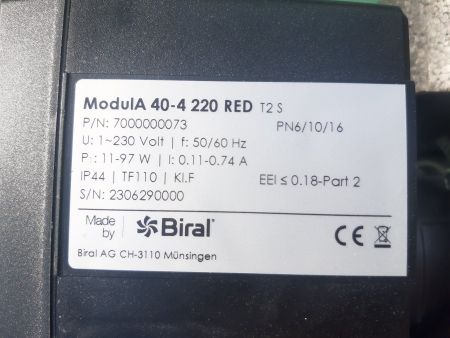 ModulA 40-4 220 RED T2 S
P/N: 7000000073 PN6/10/16
U: 1~230 Volt | f: 50/60 Hz
P₁: 11-97 W | I: 0.11-0.74 A
IP44 | TF110 | Kl.F EEI ≤ 0.18-Part 2
S/N: 2306290000
Made by Biral
CE
Biral AG CH-3110 Münsingen